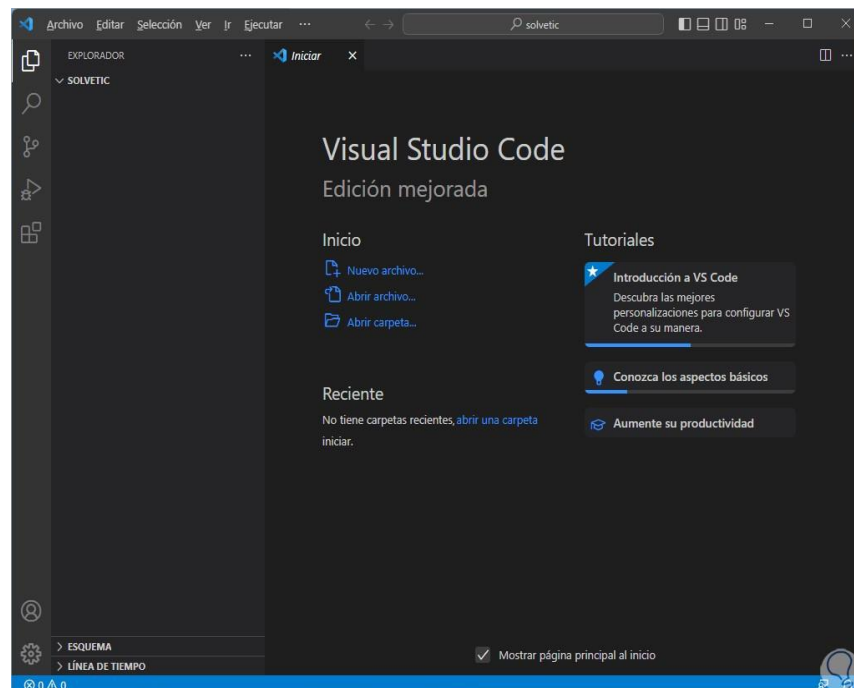 Archivo Editar Selección Ver Ir Ejecutar ···
solvetic
EXPLORADOR ···
Iniciar
SOLVETIC
Visual Studio Code
Edición mejorada
Inicio
Nuevo archivo...
Abrir archivo...
Abrir carpeta...
Reciente
No tiene carpetas recientes, abrir una carpeta
iniciar.
Tutoriales
Introducción a VS Code
Descubra las mejores
personalizaciones para configurar VS
Code a su manera.
Conozca los aspectos básicos
Aumente su productividad
ESQUEMA
LÍNEA DE TIEMPO
Mostrar página principal al inicio
0 0